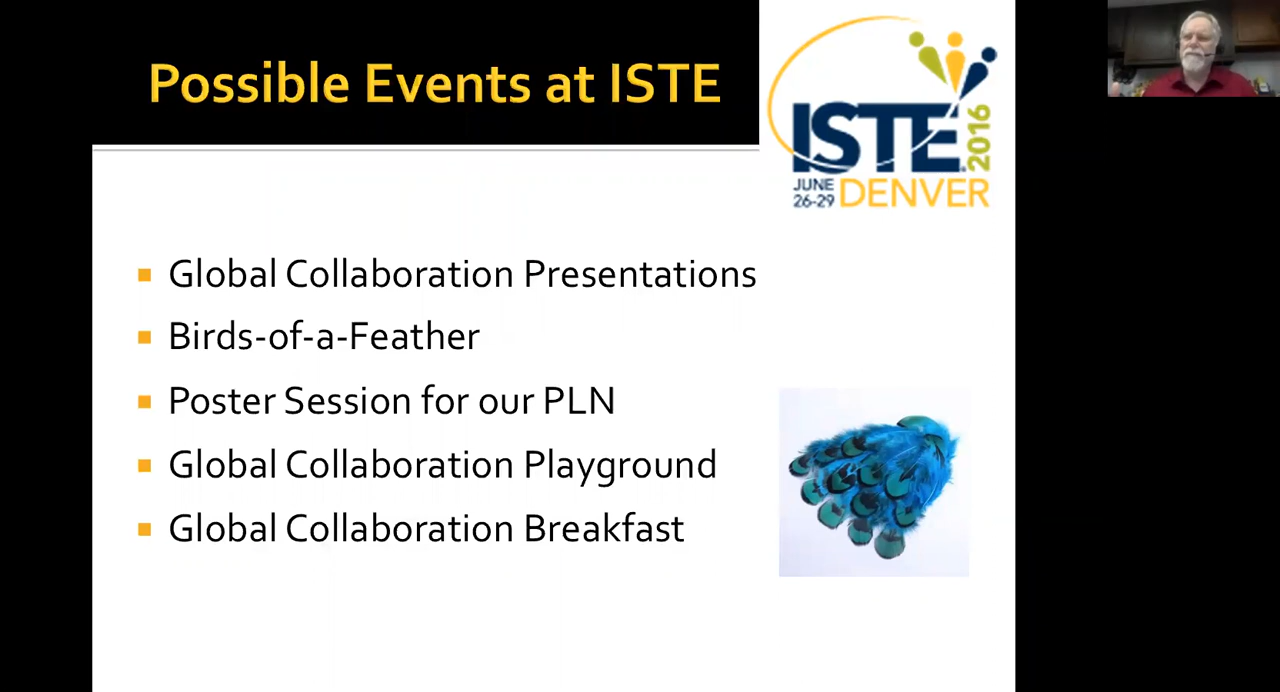 Possible Events at ISTE
ISTE 2016
JUNE
26-29 DENVER
Global Collaboration Presentations
Birds-of-a-Feather
Poster Session for our PLN
Global Collaboration Playground
Global Collaboration Breakfast